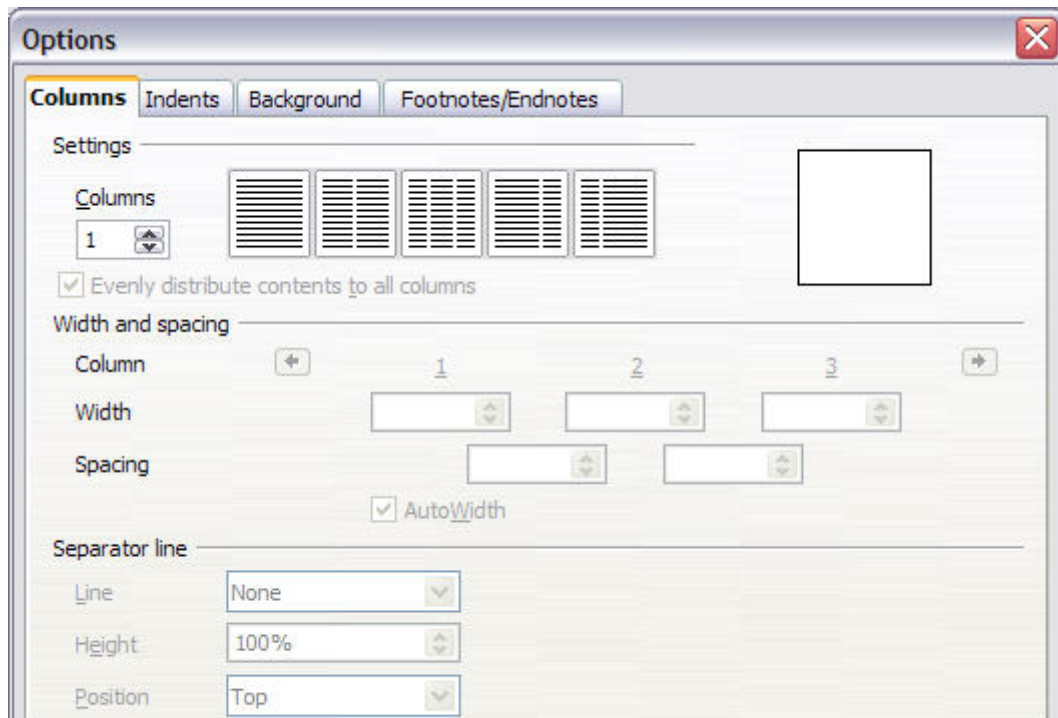 Options
Columns Indents Background Footnotes/Endnotes
Settings
Columns
1
Evenly distribute contents to all columns
Width and spacing
Column 1 2 3
Width
Spacing
AutoWidth
Separator line
Line None
Height 100%
Position Top